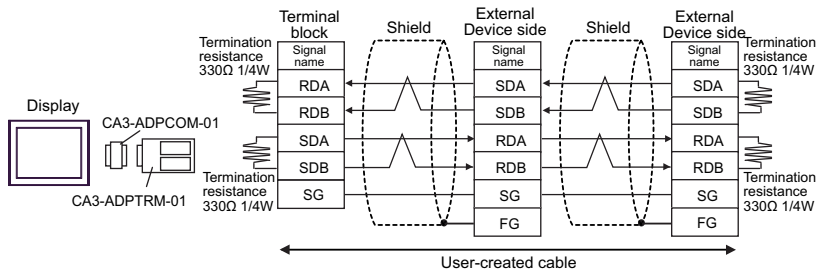 Terminal
block
Shield
External
Device side
Shield
External
Device side
Termination
resistance
330Ω 1/4W
Signal
name
Signal
name
Signal
name
Termination
resistance
330Ω 1/4W
RDA
SDA
SDA
RDB
SDB
SDB
Display
CA3-ADPCOM-01
SDA
RDA
RDA
SDB
RDB
RDB
CA3-ADPTRM-01
Termination
resistance
330Ω 1/4W
SG
SG
SG
Termination
resistance
330Ω 1/4W
FG
FG
User-created cable